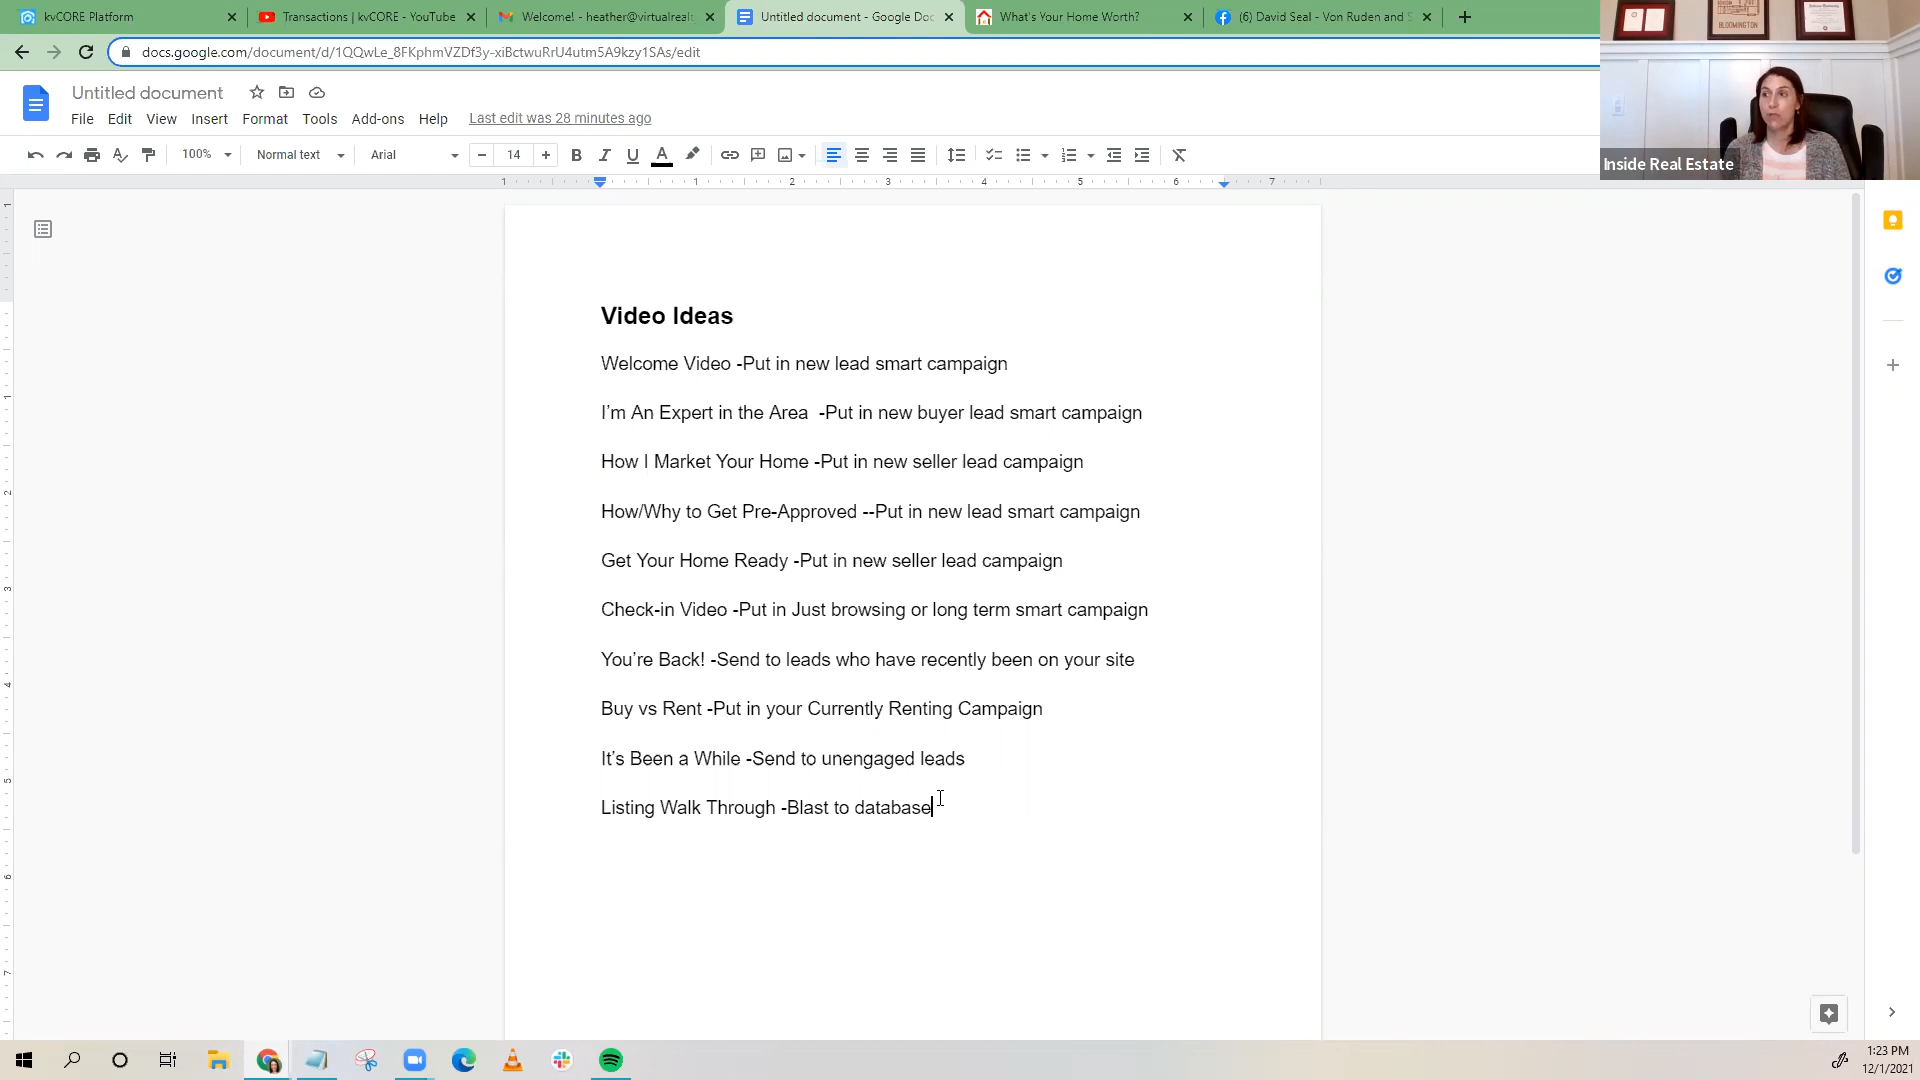 kvCORE Platform
Transactions | kvCORE - YouTube
Welcome! - heather@virtualrealt
Untitled document - Google Doc
What's Your Home Worth?
(6) David Seal - Von Ruden and S
docs.google.com/document/d/1QQwLe_8FKphmVZDf3y-xiBctwuRrU4utm5A9kzy1SAs/edit
Untitled document
File Edit View Insert Format Tools Add-ons Help Last edit was 28 minutes ago
100% Normal text Arial 14
Inside Real Estate
1 1 2 3 4 5 6 7
Video Ideas
Welcome Video -Put in new lead smart campaign
I'm An Expert in the Area  -Put in new buyer lead smart campaign
How I Market Your Home -Put in new seller lead campaign
How/Why to Get Pre-Approved --Put in new lead smart campaign
Get Your Home Ready -Put in new seller lead campaign
Check-in Video -Put in Just browsing or long term smart campaign
You're Back! -Send to leads who have recently been on your site
Buy vs Rent -Put in your Currently Renting Campaign
It's Been a While -Send to unengaged leads
Listing Walk Through -Blast to database
1:23 PM
12/1/2021